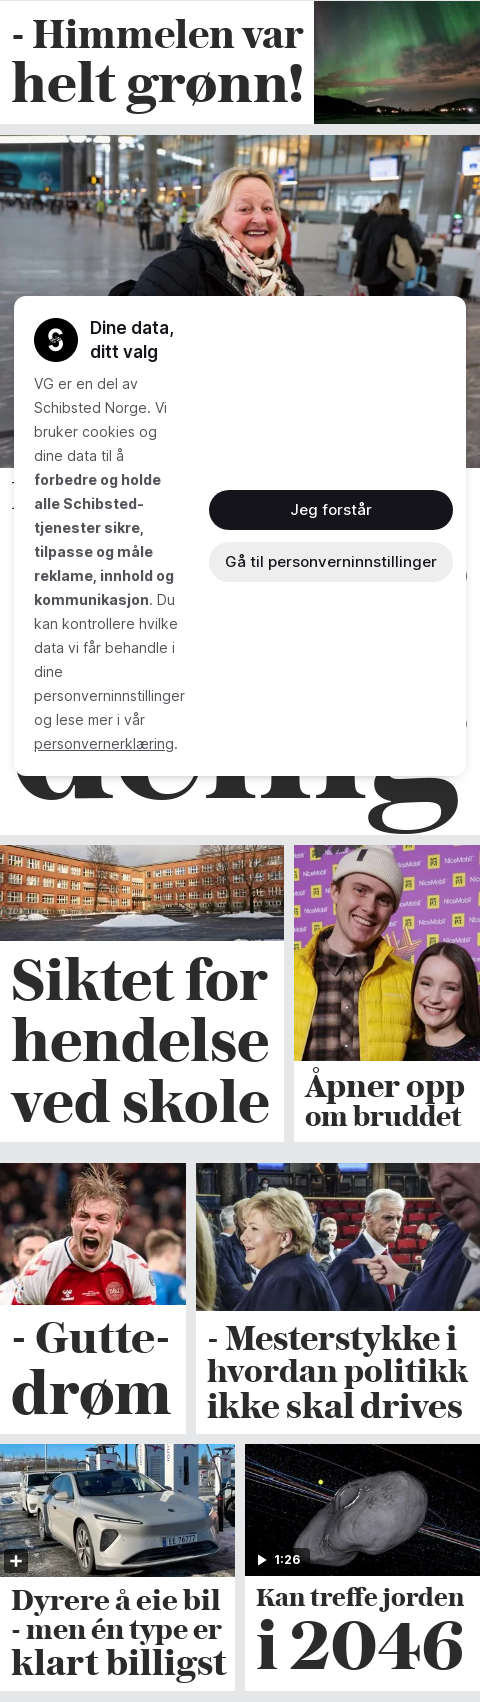 - Himmelen var
helt grønn!
Dine data,
ditt valg
VG er en del av
Schibsted Norge. Vi
bruker cookies og
dine data til å
forbedre og holde
alle Schibsted-
tjenester sikre,
tilpasse og måle
reklame, innhold og
kommunikasjon. Du
kan kontrollere hvilke
data vi får behandle i
dine
personverninnstillinger
og lese mer i vår
personvernerklæring.
Jeg forstår
Gå til personverninnstillinger
Siktet for
hendelse
ved skole
NiceMobil
NiceMobil
NiceMobil
Åpner opp
om bruddet
- Gutte-
drøm
- Mesterstykke i
hvordan politikk
ikke skal drives
Dyrere å eie bil
- men én type er
klart billigst
1:26
Kan treffe jorden
i 2046